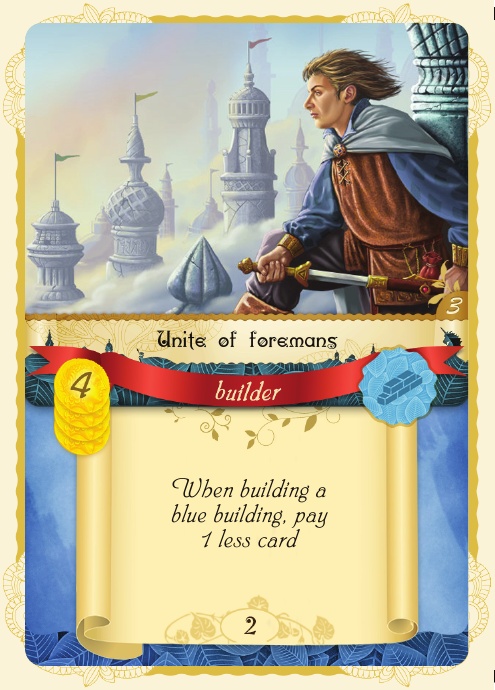 3
Unite of foremans
4
builder
When building a
blue building, pay
1 less card
2